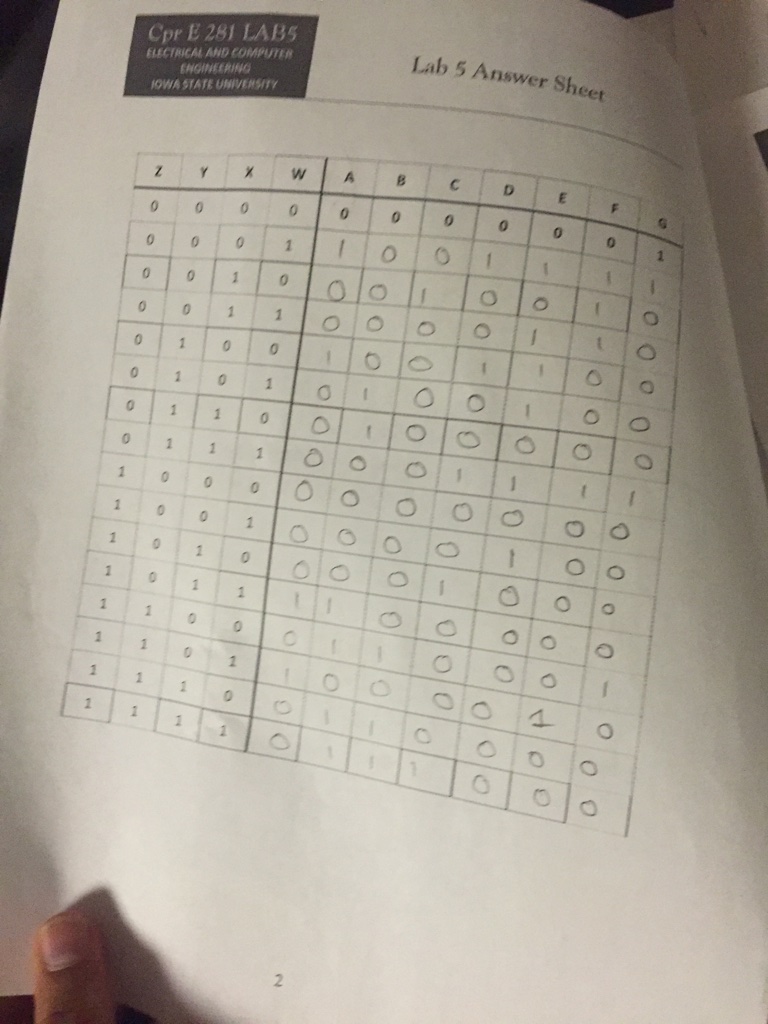 Cpr E 281 LAB5
ELECTRICAL AND COMPUTER
ENGINEERING
IOWA STATE UNIVERSITY
Lab 5 Answer Sheet
Z Y X W A B C D E F G
0 0 0 0 0 0 0 0 0 0 1
0 0 0 1 1 0 0 1 1 1 1
0 0 1 0 0 0 1 0 0 1 0
0 0 1 1 0 0 0 0 1 1 0
0 1 0 0 1 0 0 1 1 0 0
0 1 0 1 0 1 0 0 1 0 0
0 1 1 0 0 1 0 0 0 0 0
0 1 1 1 0 0 0 1 1 1 1
1 0 0 0 0 0 0 0 0 0 0
1 0 0 1 0 0 0 0 1 0 0
1 0 1 0 0 0 0 1 0 0 0
1 0 1 1 1 1 0 0 0 0 0
1 1 0 0 0 1 1 0 0 0 1
1 1 0 1 1 0 0 0 0 1 0
1 1 1 0 0 1 1 0 0 0 0
1 1 1 1 0 1 1 1 0 0 0
2